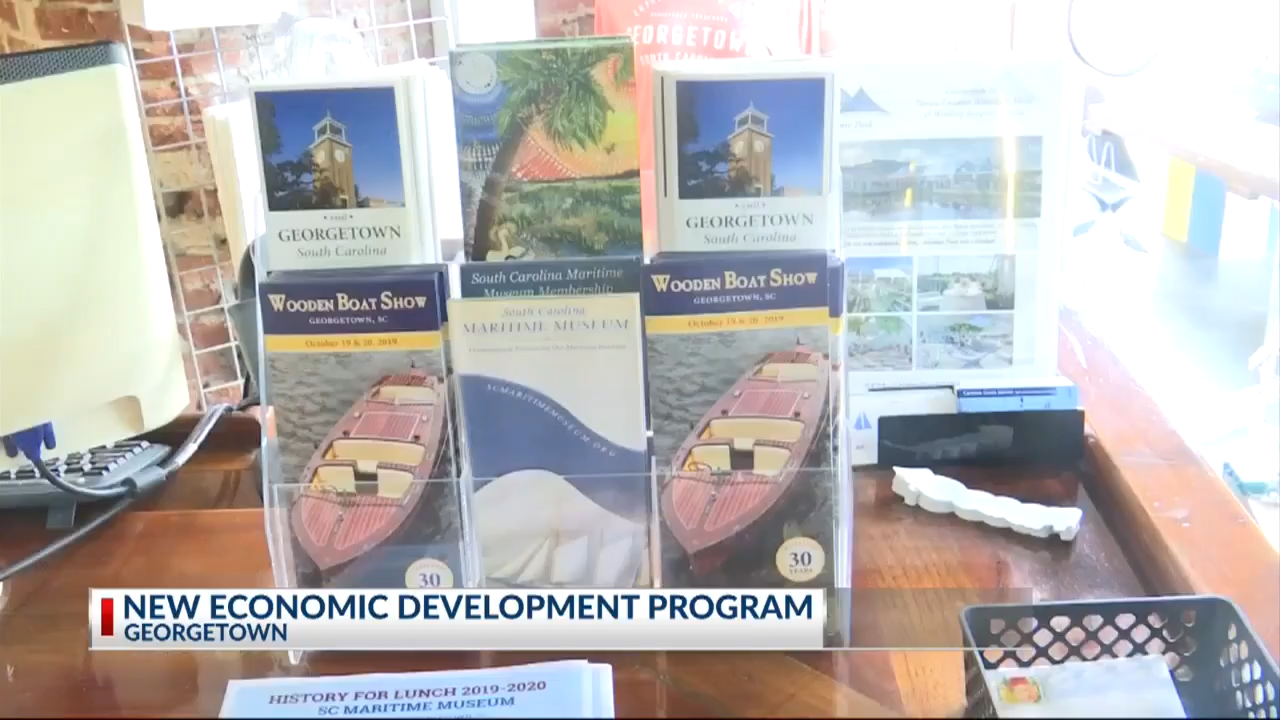 GEORGETOWN
visit
GEORGETOWN
South Carolina
visit
GEORGETOWN
South Carolina
WOODEN BOAT SHOW
GEORGETOWN, SC
October 19 & 20, 2019
30
South Carolina Maritime
Museum Membership
South Carolina
MARITIME MUSEUM
SCMARITIMEMUSEUM.ORG
WOODEN BOAT SHOW
GEORGETOWN, SC
October 19 & 20, 2019
30
YEARS
NEW ECONOMIC DEVELOPMENT PROGRAM
GEORGETOWN
HISTORY FOR LUNCH 2019-2020
SC MARITIME MUSEUM